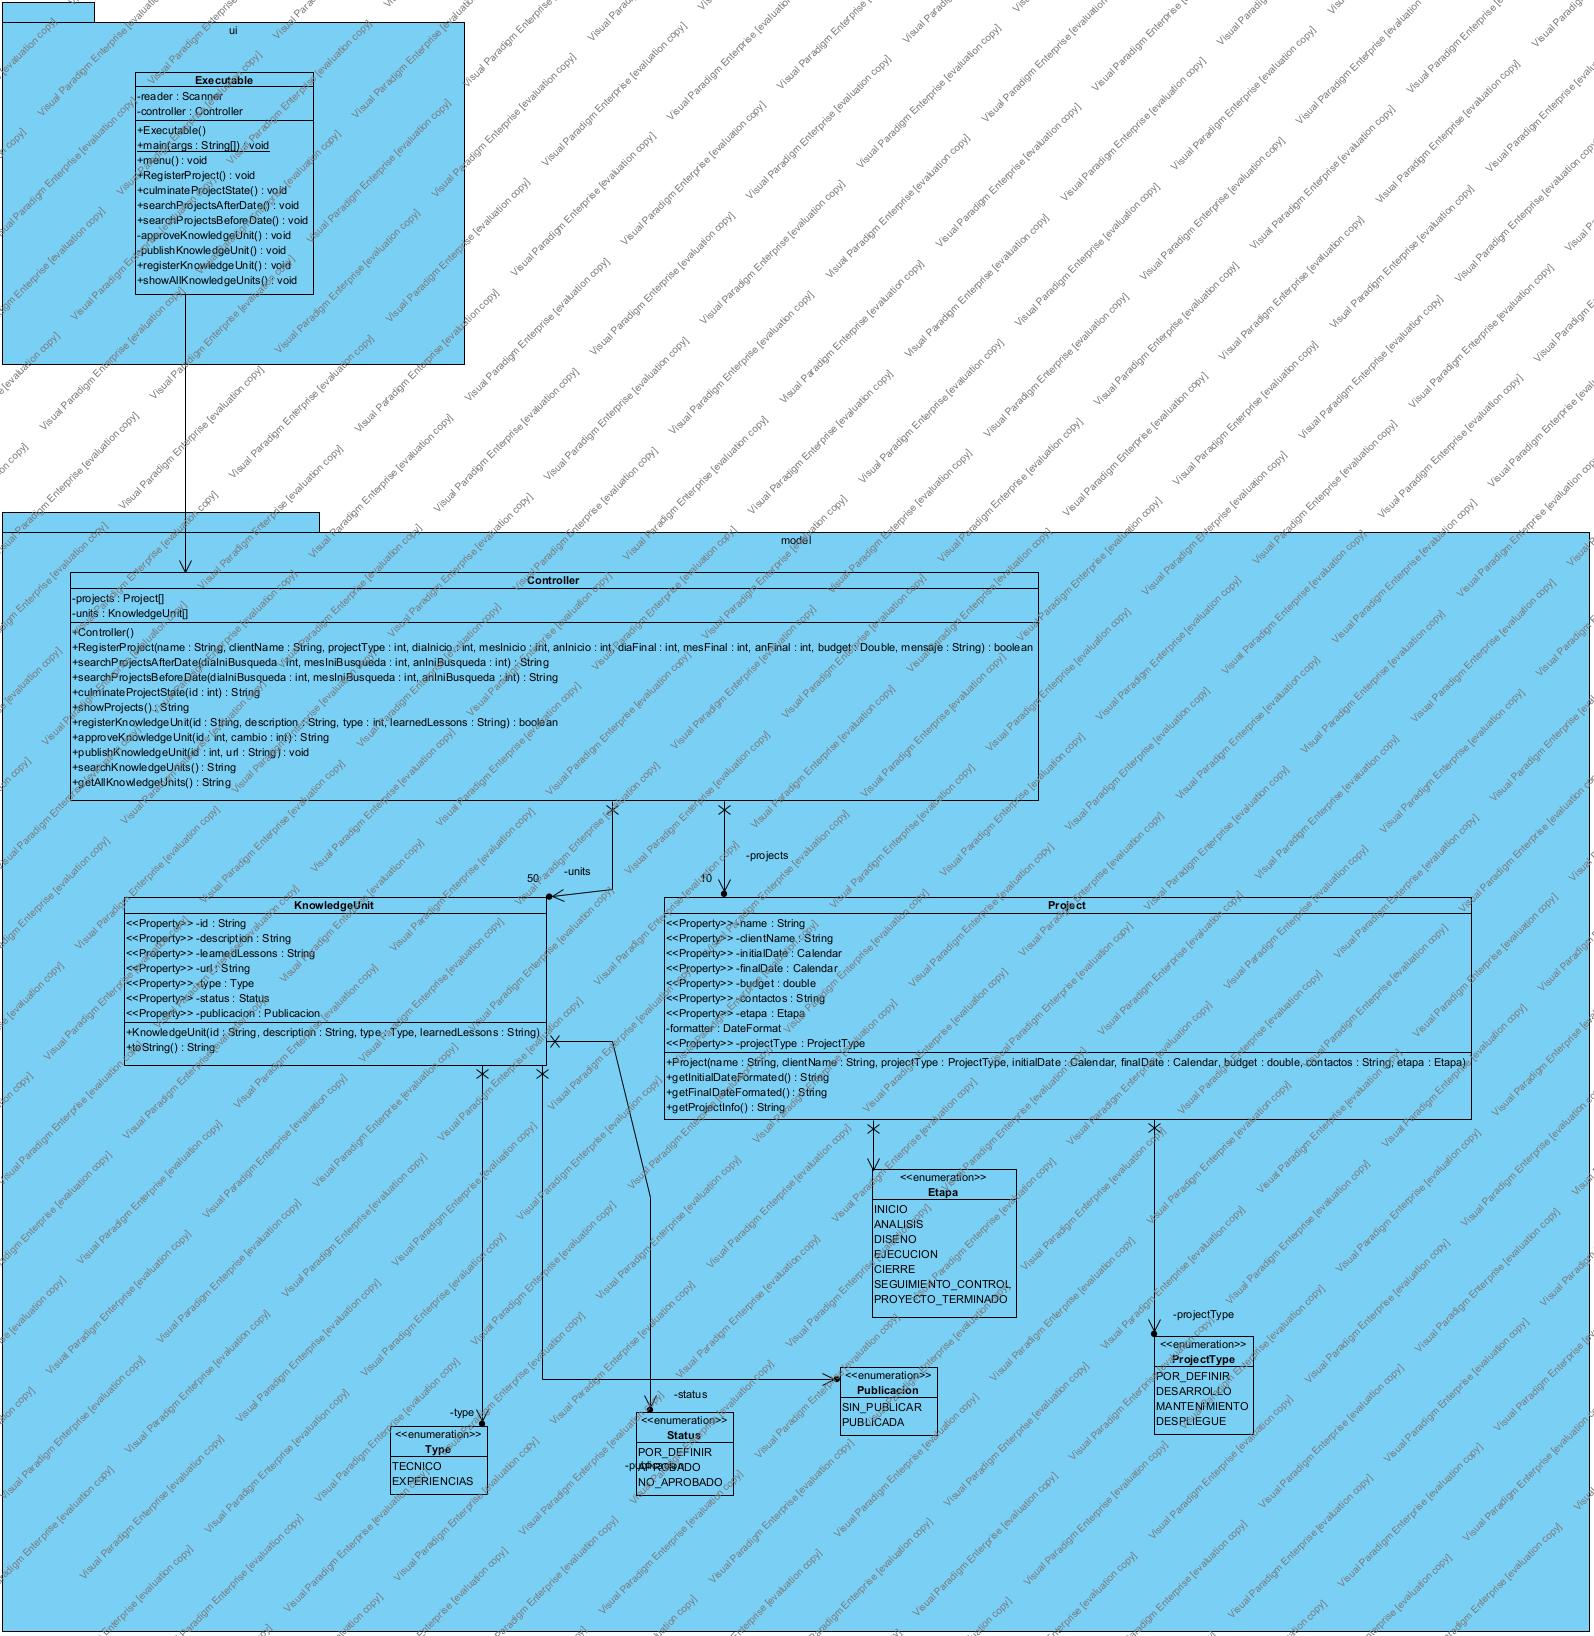 ui
Executable
-reader : Scanner
-controller : Controller
+Executable()
+main(args : String[]) : void
+menu() : void
+RegisterProject() : void
+culminateProjectState() : void
+searchProjectsAfterDate() : void
+searchProjectsBeforeDate() : void
-approveKnowledgeUnit() : void
-publishKnowledgeUnit() : void
+registerKnowledgeUnit() : void
+showAllKnowledgeUnits() : void
model
Controller
-projects : Project[]
-units : KnowledgeUnit[]
+Controller()
+RegisterProject(name : String, clientName : String, projectType : int, diaInicio : int, mesInicio : int, anInicio : int, diaFinal : int, mesFinal : int, anFinal : int, budget : Double, mensaje : String) : boolean
+searchProjectsAfterDate(diaIniBusqueda : int, mesIniBusqueda : int, anIniBusqueda : int) : String
+searchProjectsBeforeDate(diaIniBusqueda : int, mesIniBusqueda : int, anIniBusqueda : int) : String
+culminateProjectState(id : int) : String
+showProjects() : String
+registerKnowledgeUnit(id : String, description : String, type : int, learnedLessons : String) : boolean
+approveKnowledgeUnit(id : int, cambio : int) : String
+publishKnowledgeUnit(id : int, url : String) : void
+searchKnowledgeUnits() : String
+getAllKnowledgeUnits() : String
-projects
-units
50
10
KnowledgeUnit
<<Property>> -id : String
<<Property>> -description : String
<<Property>> -learnedLessons : String
<<Property>> -url : String
<<Property>> -type : Type
<<Property>> -status : Status
<<Property>> -publicacion : Publicacion
+KnowledgeUnit(id : String, description : String, type : Type, learnedLessons : String)
+toString() : String
Project
<<Property>> -name : String
<<Property>> -clientName : String
<<Property>> -initialDate : Calendar
<<Property>> -finalDate : Calendar
<<Property>> -budget : double
<<Property>> -contactos : String
<<Property>> -etapa : Etapa
-formatter : DateFormat
<<Property>> -projectType : ProjectType
+Project(name : String, clientName : String, projectType : ProjectType, initialDate : Calendar, finalDate : Calendar, budget : double, contactos : String, etapa : Etapa)
+getInitialDateFormated() : String
+getFinalDateFormated() : String
+getProjectInfo() : String
<<enumeration>>
Etapa
INICIO
ANALISIS
DISENO
EJECUCION
CIERRE
SEGUIMIENTO_CONTROL
PROYECTO_TERMINADO
-projectType
<<enumeration>>
ProjectType
POR_DEFINIR
DESARROLLO
MANTENIMIENTO
DESPLIEGUE
<<enumeration>>
Publicacion
SIN_PUBLICAR
PUBLICADA
-status
<<enumeration>>
Status
POR_DEFINIR
APROBADO
NO_APROBADO
-publicacion
-type
<<enumeration>>
Type
TECNICO
EXPERIENCIAS
Visual Paradigm Enterprise [evaluation copy]